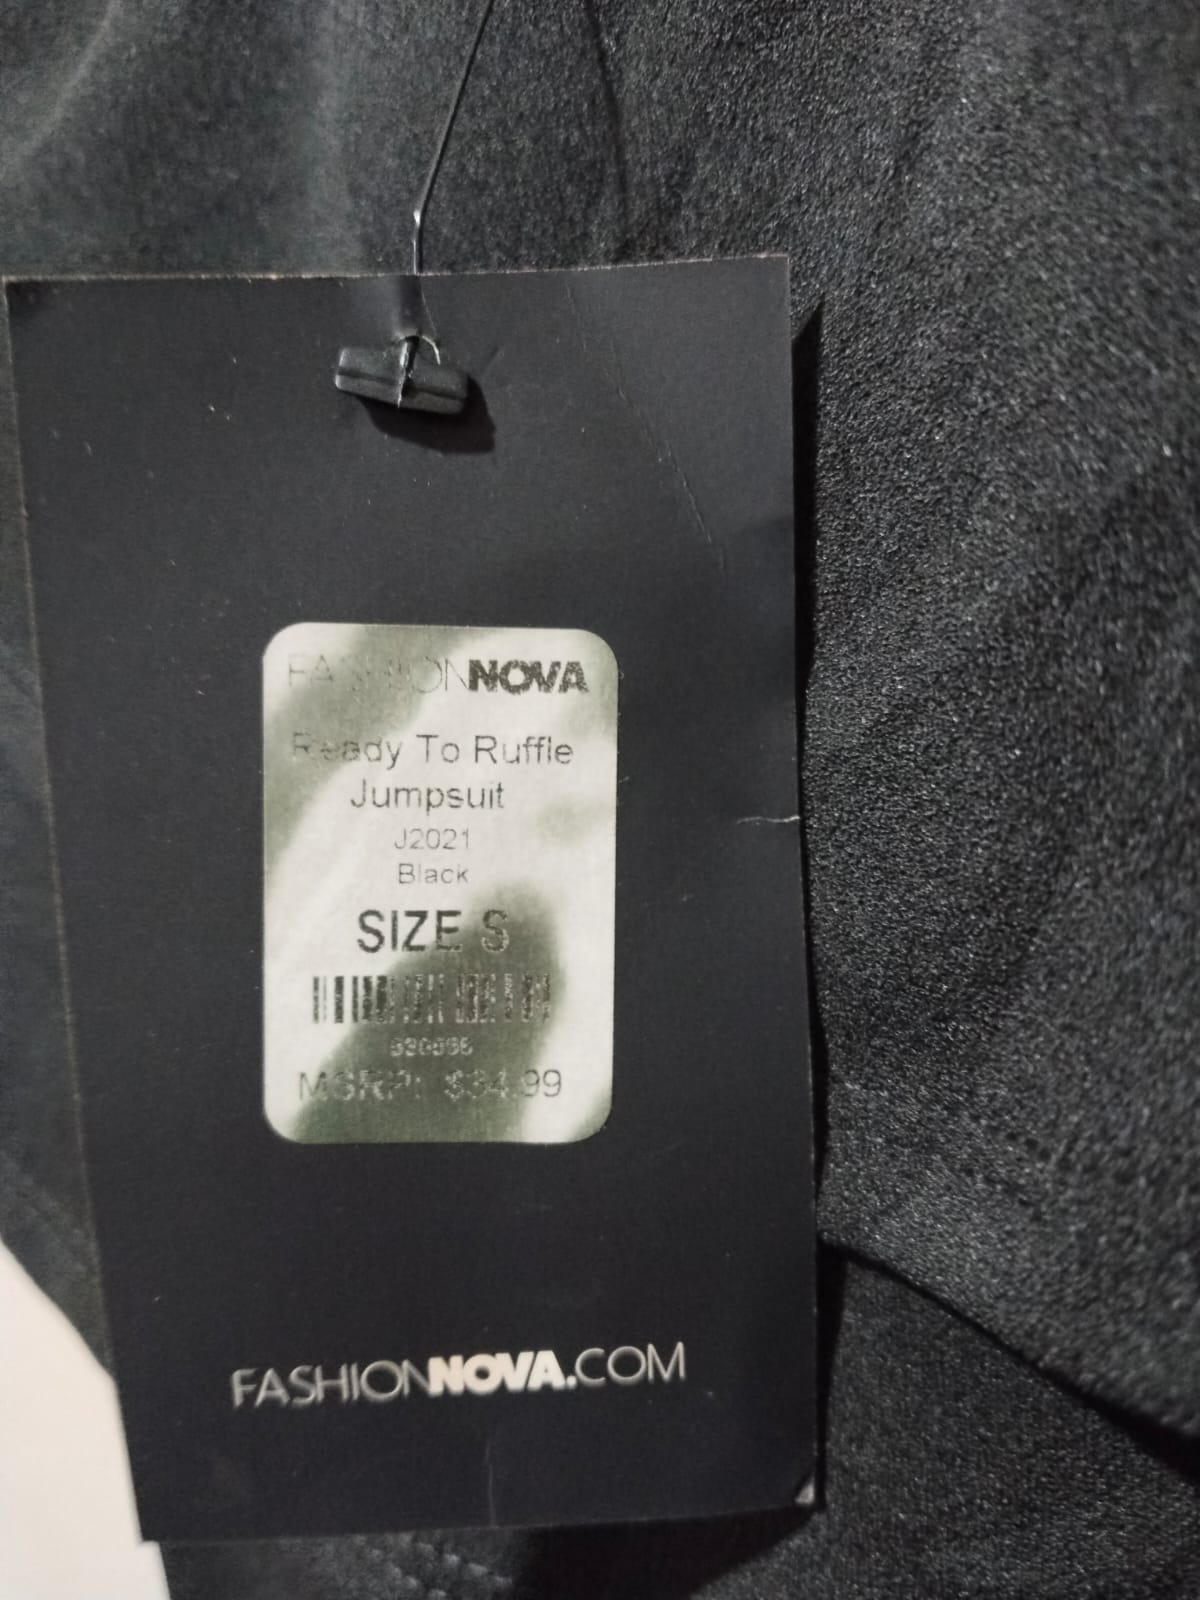 FASHIONNOVA
Ready To Ruffle
Jumpsuit
J2021
Black
SIZE S
MSRP: $34.99
FASHIONNOVA.COM